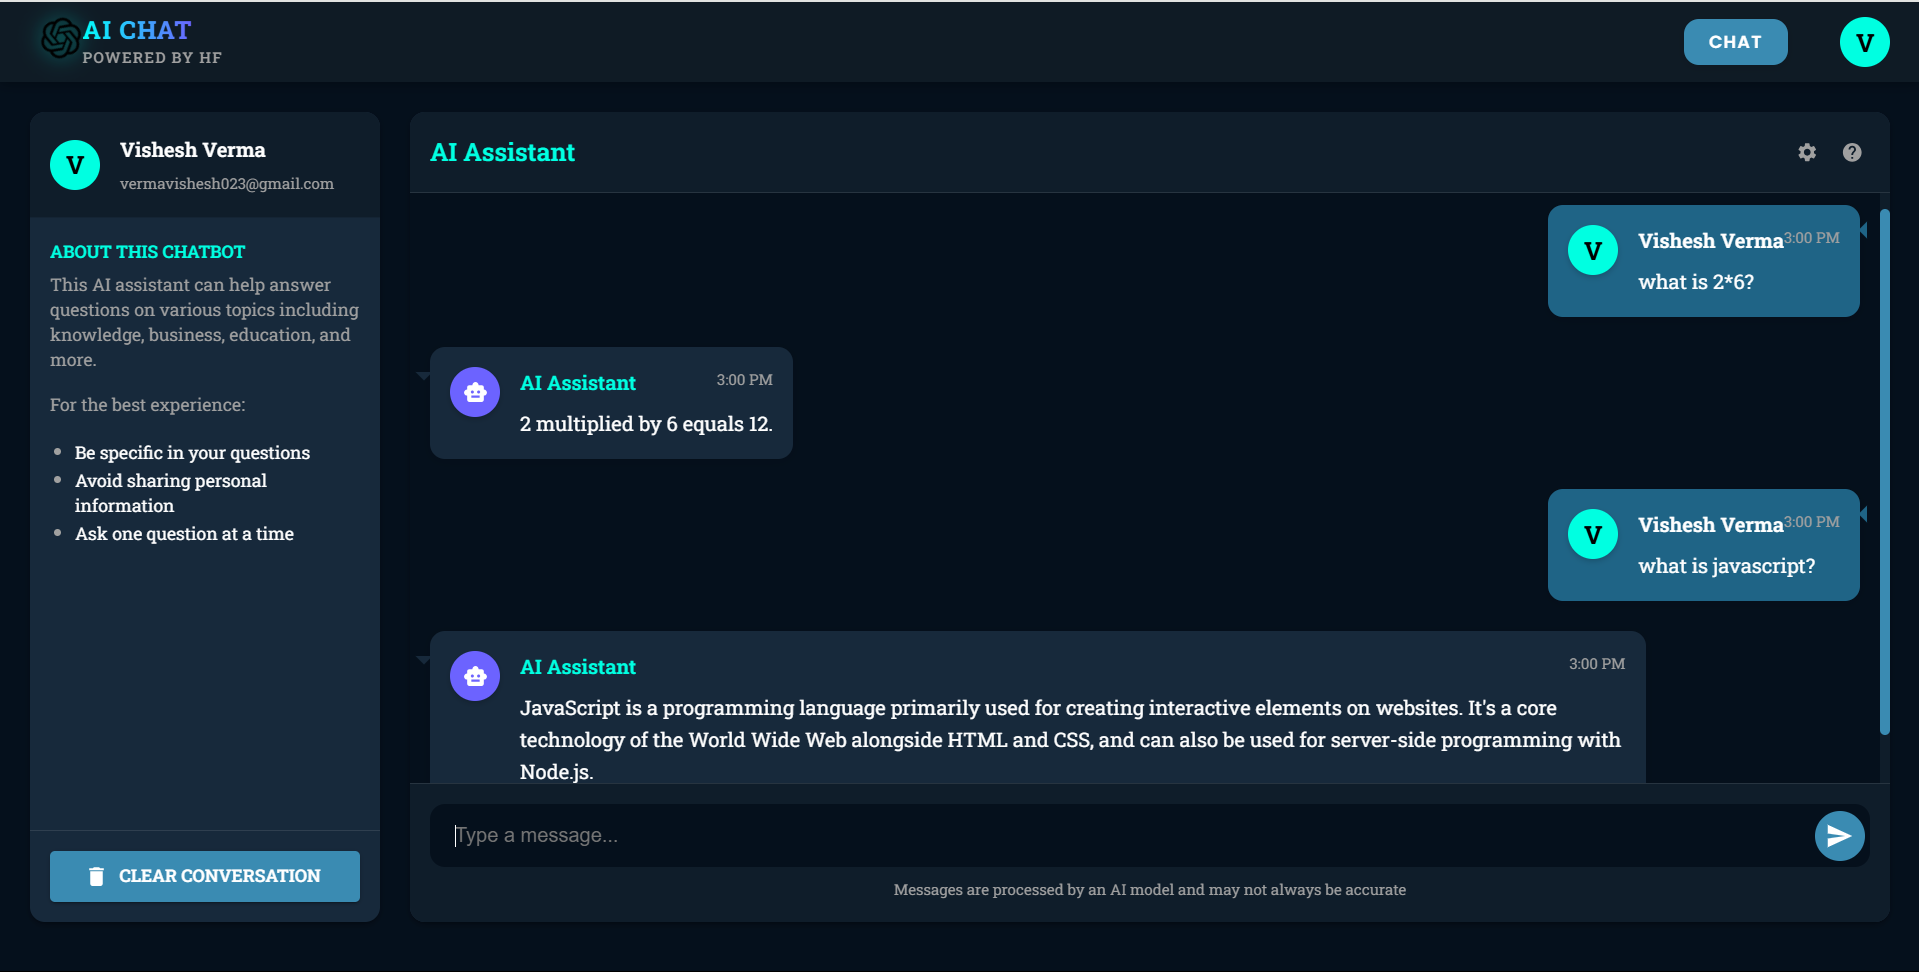 AI CHAT
POWERED BY HF
CHAT
V
V
Vishesh Verma
vermavishesh023@gmail.com
ABOUT THIS CHATBOT
This AI assistant can help answer
questions on various topics including
knowledge, business, education, and
more.
For the best experience:
Be specific in your questions
Avoid sharing personal
information
Ask one question at a time
CLEAR CONVERSATION
AI Assistant
V
Vishesh Verma 3:00 PM
what is 2*6?
AI Assistant 3:00 PM
2 multiplied by 6 equals 12.
V
Vishesh Verma 3:00 PM
what is javascript?
AI Assistant 3:00 PM
JavaScript is a programming language primarily used for creating interactive elements on websites. It's a core
technology of the World Wide Web alongside HTML and CSS, and can also be used for server-side programming with
Node.js.
Type a message...
Messages are processed by an AI model and may not always be accurate